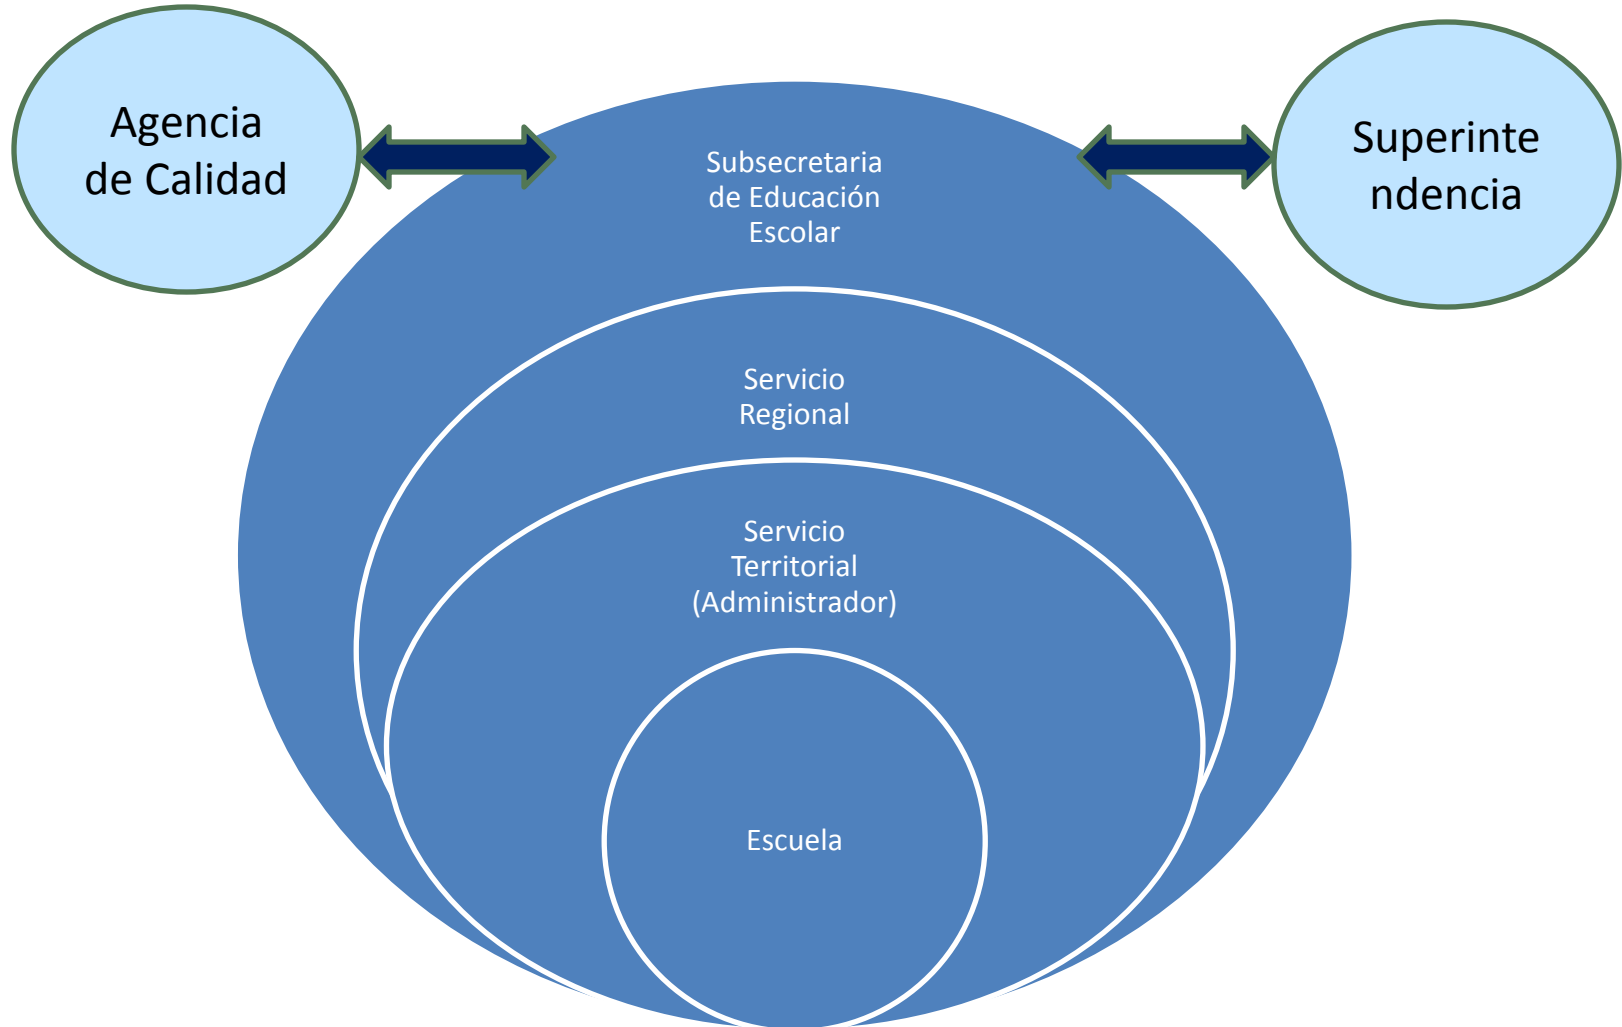 Agencia
de Calidad
Superinte
ndencia
Subsecretaria
de Educación
Escolar
Servicio
Regional
Servicio
Territorial
(Administrador)
Escuela